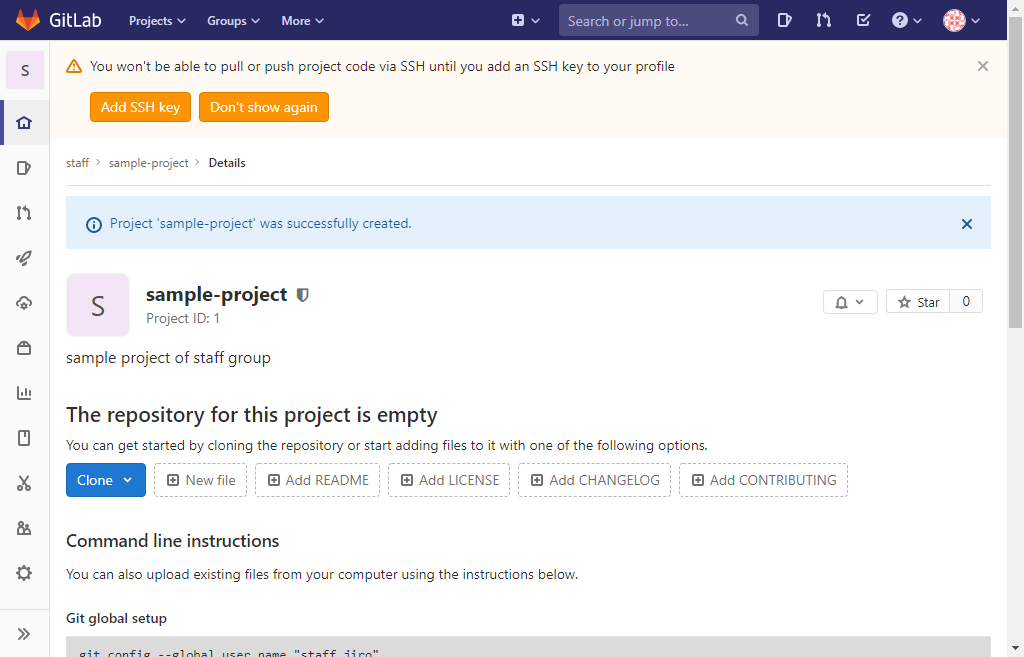 GitLab Projects Groups More Search or jump to...
S
You won't be able to pull or push project code via SSH until you add an SSH key to your profile
Add SSH key Don't show again
staff > sample-project > Details
Project 'sample-project' was successfully created.
S
sample-project
Project ID: 1
Star 0
sample project of staff group
The repository for this project is empty
You can get started by cloning the repository or start adding files to it with one of the following options.
Clone New file Add README Add LICENSE Add CHANGELOG Add CONTRIBUTING
Command line instructions
You can also upload existing files from your computer using the instructions below.
Git global setup
git config --global user.name "staff jiro"